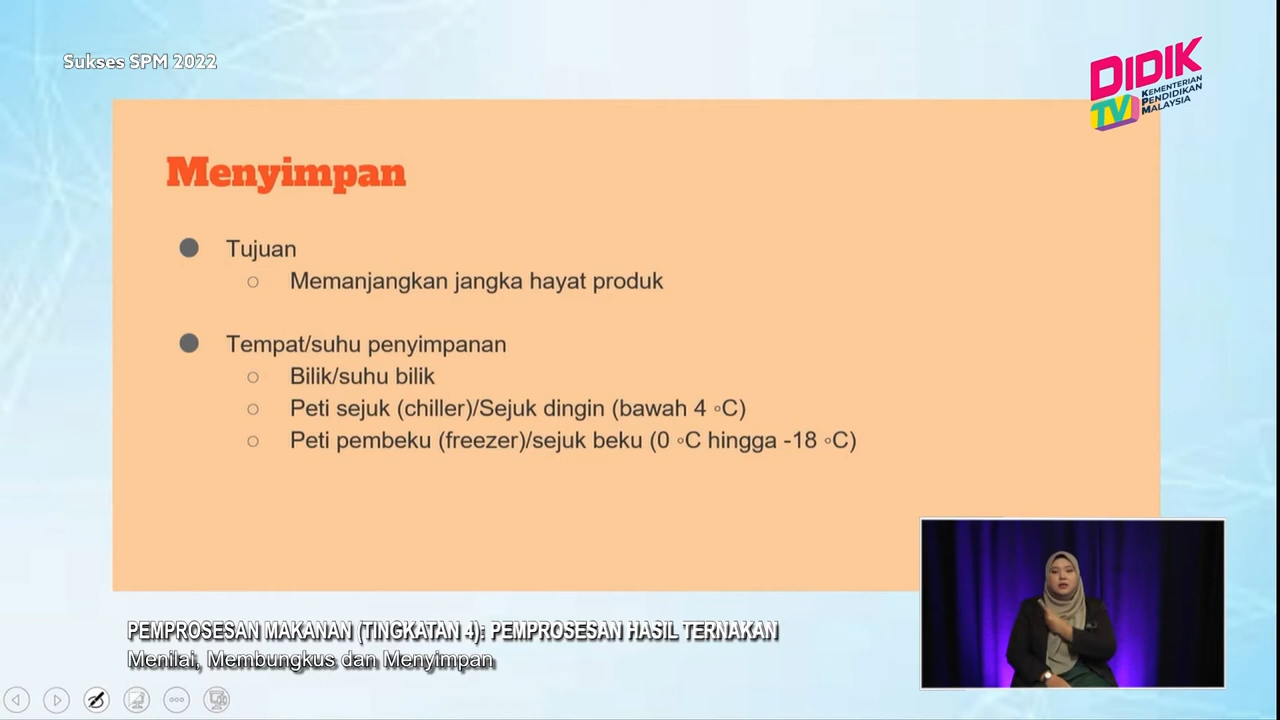 Sukses SPM 2022
DIDIK
TV
KEMENTERIAN
PENDIDIKAN
MALAYSIA
Menyimpan
● Tujuan
○ Memanjangkan jangka hayat produk
● Tempat/suhu penyimpanan
○ Bilik/suhu bilik
○ Peti sejuk (chiller)/Sejuk dingin (bawah 4 ◦C)
○ Peti pembeku (freezer)/sejuk beku (0 ◦C hingga -18 ◦C)
PEMPROSESAN MAKANAN (TINGKATAN 4): PEMPROSESAN HASIL TERNAKAN
Menilai, Membungkus dan Menyimpan